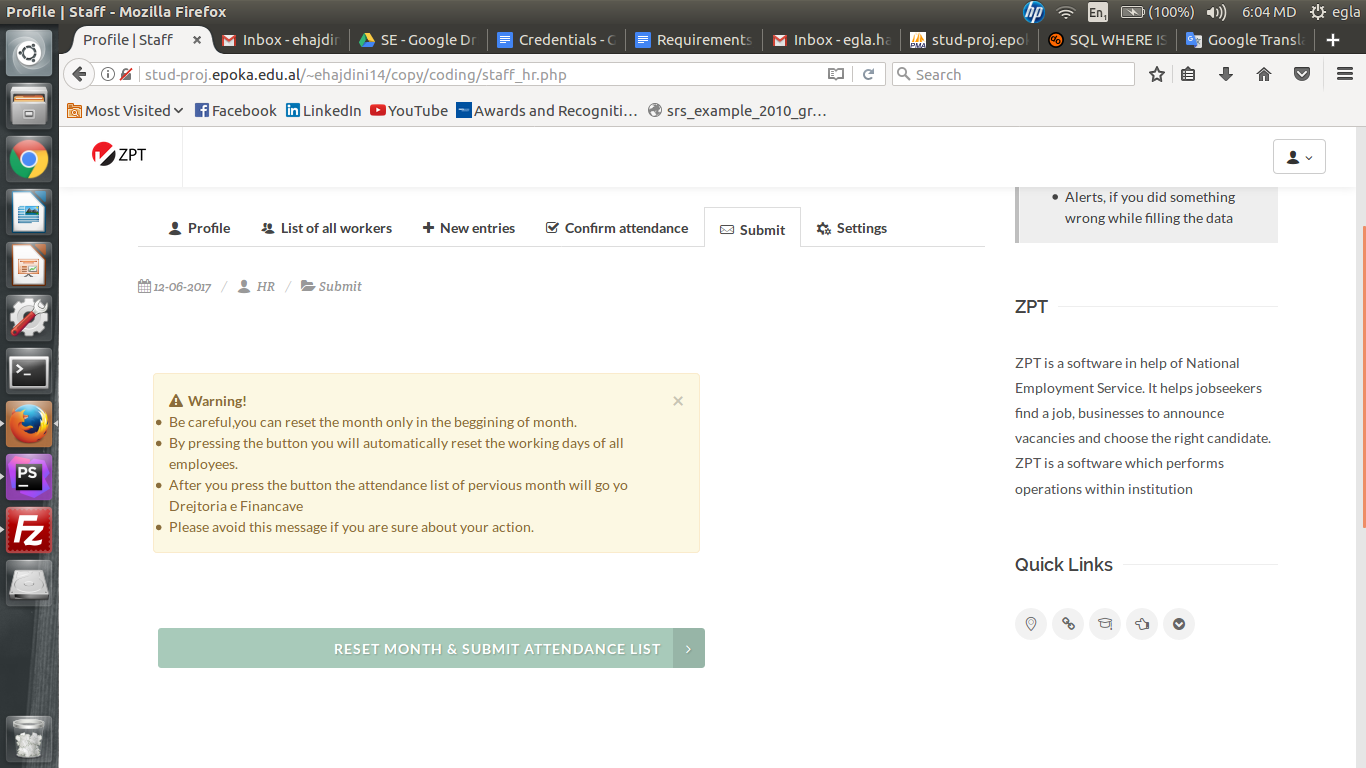 Profile | Staff - Mozilla Firefox
En1 (100%) 6:04 MD egla
Profile | Staff × Inbox - ehajdin SE - Google Dr Credentials - G Requirements Inbox - egla.ha stud-proj.epok SQL WHERE IS Google Transla
stud-proj.epoka.edu.al/~ehajdini14/copy/coding/staff_hr.php
Search
Most Visited Facebook LinkedIn YouTube Awards and Recogniti... srs_example_2010_gr...
ZPT
Alerts, if you did something
wrong while filling the data
Profile List of all workers New entries Confirm attendance Submit Settings
12-06-2017 / HR / Submit
Warning! ×
Be careful,you can reset the month only in the beggining of month.
By pressing the button you will automatically reset the working days of all
employees.
After you press the button the attendance list of pervious month will go yo
Drejtoria e Financave
Please avoid this message if you are sure about your action.
RESET MONTH & SUBMIT ATTENDANCE LIST
ZPT
ZPT is a software in help of National
Employment Service. It helps jobseekers
find a job, businesses to announce
vacancies and choose the right candidate.
ZPT is a software which performs
operations within institution
Quick Links
PS
Fz